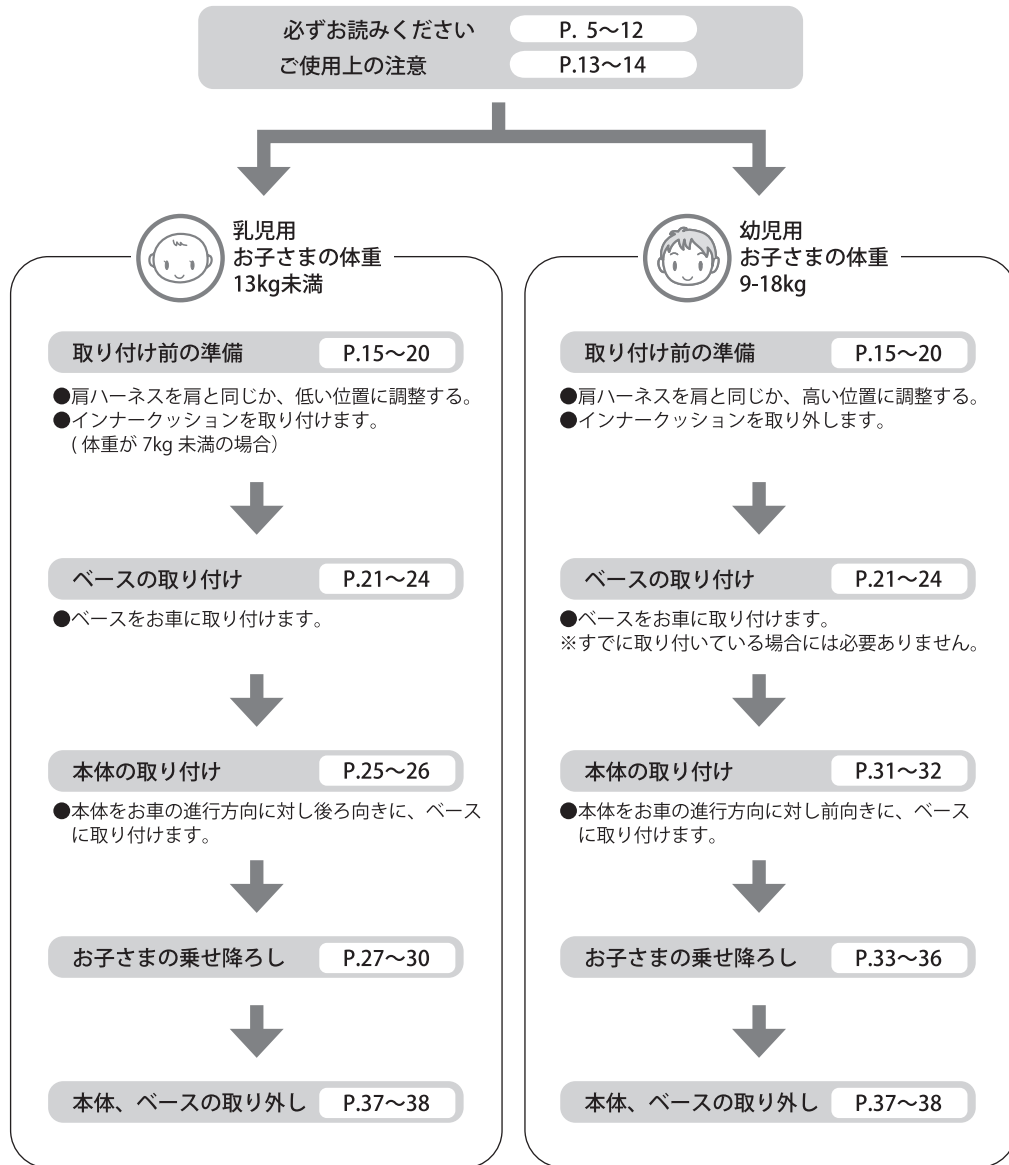 必ずお読みください P. 5～12
ご使用上の注意 P.13～14
乳児用
お子さまの体重
13kg未満
取り付け前の準備 P.15～20
●肩ハーネスを肩と同じか、低い位置に調整する。
●インナークッションを取り付けます。
( 体重が 7kg 未満の場合）
ベースの取り付け P.21～24
●ベースをお車に取り付けます。
本体の取り付け P.25～26
●本体をお車の進行方向に対し後ろ向きに、ベース
に取り付けます。
お子さまの乗せ降ろし P.27～30
本体、ベースの取り外し P.37～38
幼児用
お子さまの体重
9-18kg
取り付け前の準備 P.15～20
●肩ハーネスを肩と同じか、高い位置に調整する。
●インナークッションを取り外します。
ベースの取り付け P.21～24
●ベースをお車に取り付けます。
※すでに取り付いている場合には必要ありません。
本体の取り付け P.31～32
●本体をお車の進行方向に対し前向きに、ベース
に取り付けます。
お子さまの乗せ降ろし P.33～36
本体、ベースの取り外し P.37～38